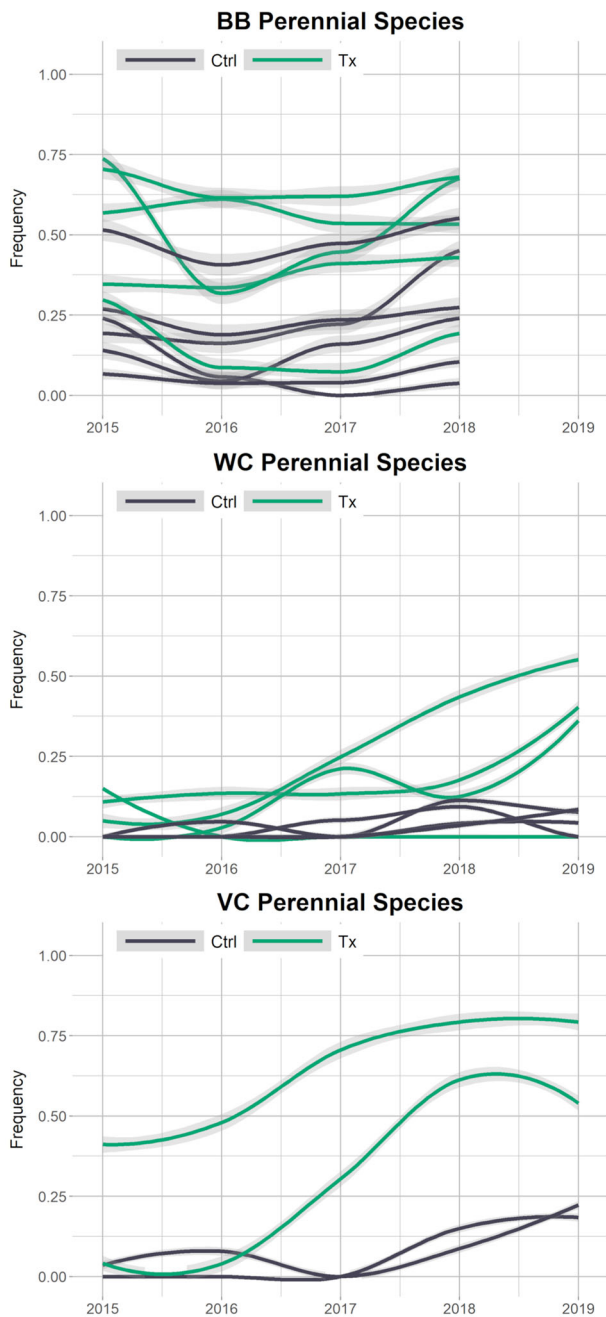 BB Perennial Species
Ctrl Tx
1.00
0.75
0.50
0.25
0.00
Frequency
2015 2016 2017 2018 2019
WC Perennial Species
Ctrl Tx
1.00
0.75
0.50
0.25
0.00
Frequency
2015 2016 2017 2018 2019
VC Perennial Species
Ctrl Tx
1.00
0.75
0.50
0.25
0.00
Frequency
2015 2016 2017 2018 2019